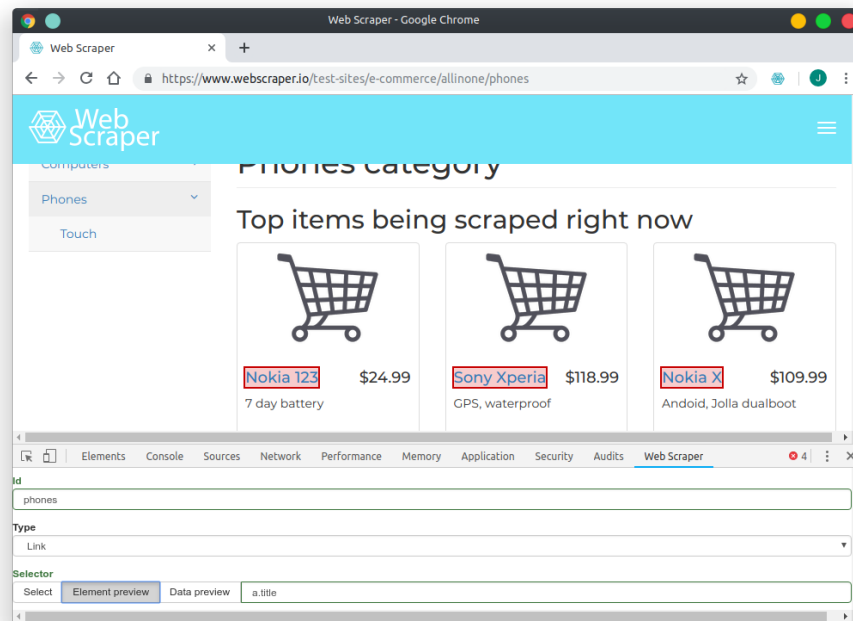 Web Scraper - Google Chrome
Web Scraper
https://www.webscraper.io/test-sites/e-commerce/allinone/phones
J
Web
Scraper
Computers
Phones category
Phones
Touch
Top items being scraped right now
Nokia 123 $24.99
7 day battery
Sony Xperia $118.99
GPS, waterproof
Nokia X $109.99
Andoid, Jolla dualboot
Elements Console Sources Network Performance Memory Application Security Audits Web Scraper 4
Id
phones
Type
Link
Selector
Select Element preview Data preview a.title